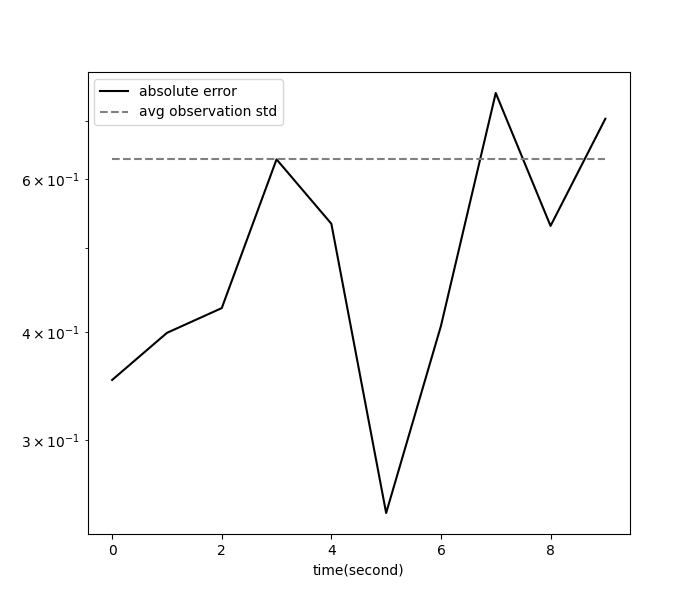 absolute error
avg observation std
6 × 10⁻¹
4 × 10⁻¹
3 × 10⁻¹
0 2 4 6 8
time(second)